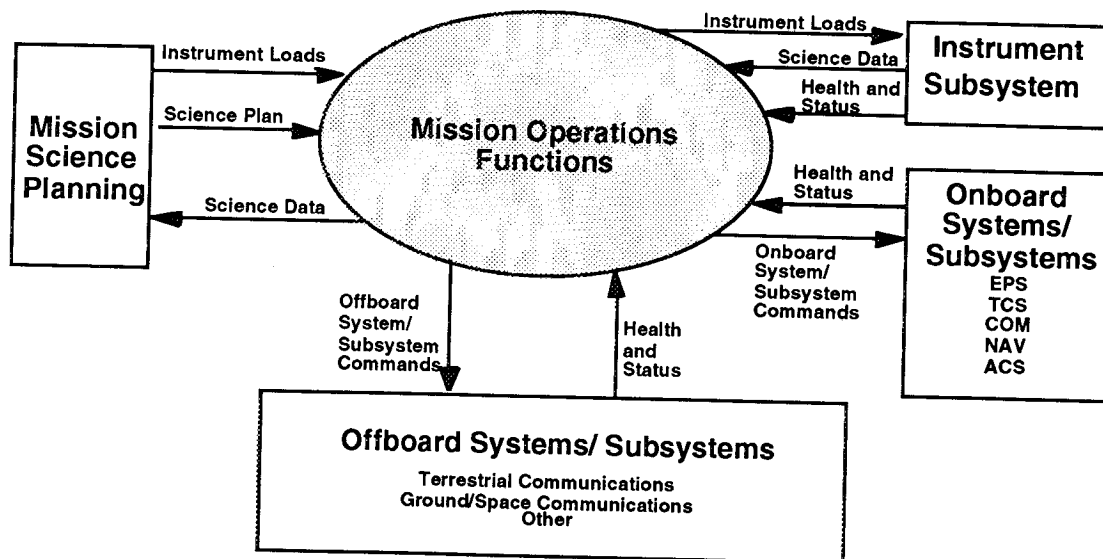 Mission
Science
Planning
Instrument Loads
Science Plan
Science Data
Mission Operations
Functions
Instrument Loads
Science Data
Health and
Status
Instrument
Subsystem
Health and
Status
Onboard
System/
Subsystem
Commands
Onboard
Systems/
Subsystems
EPS
TCS
COM
NAV
ACS
Offboard
System/
Subsystem
Commands
Health
and
Status
Offboard Systems/ Subsystems
Terrestrial Communications
Ground/Space Communications
Other